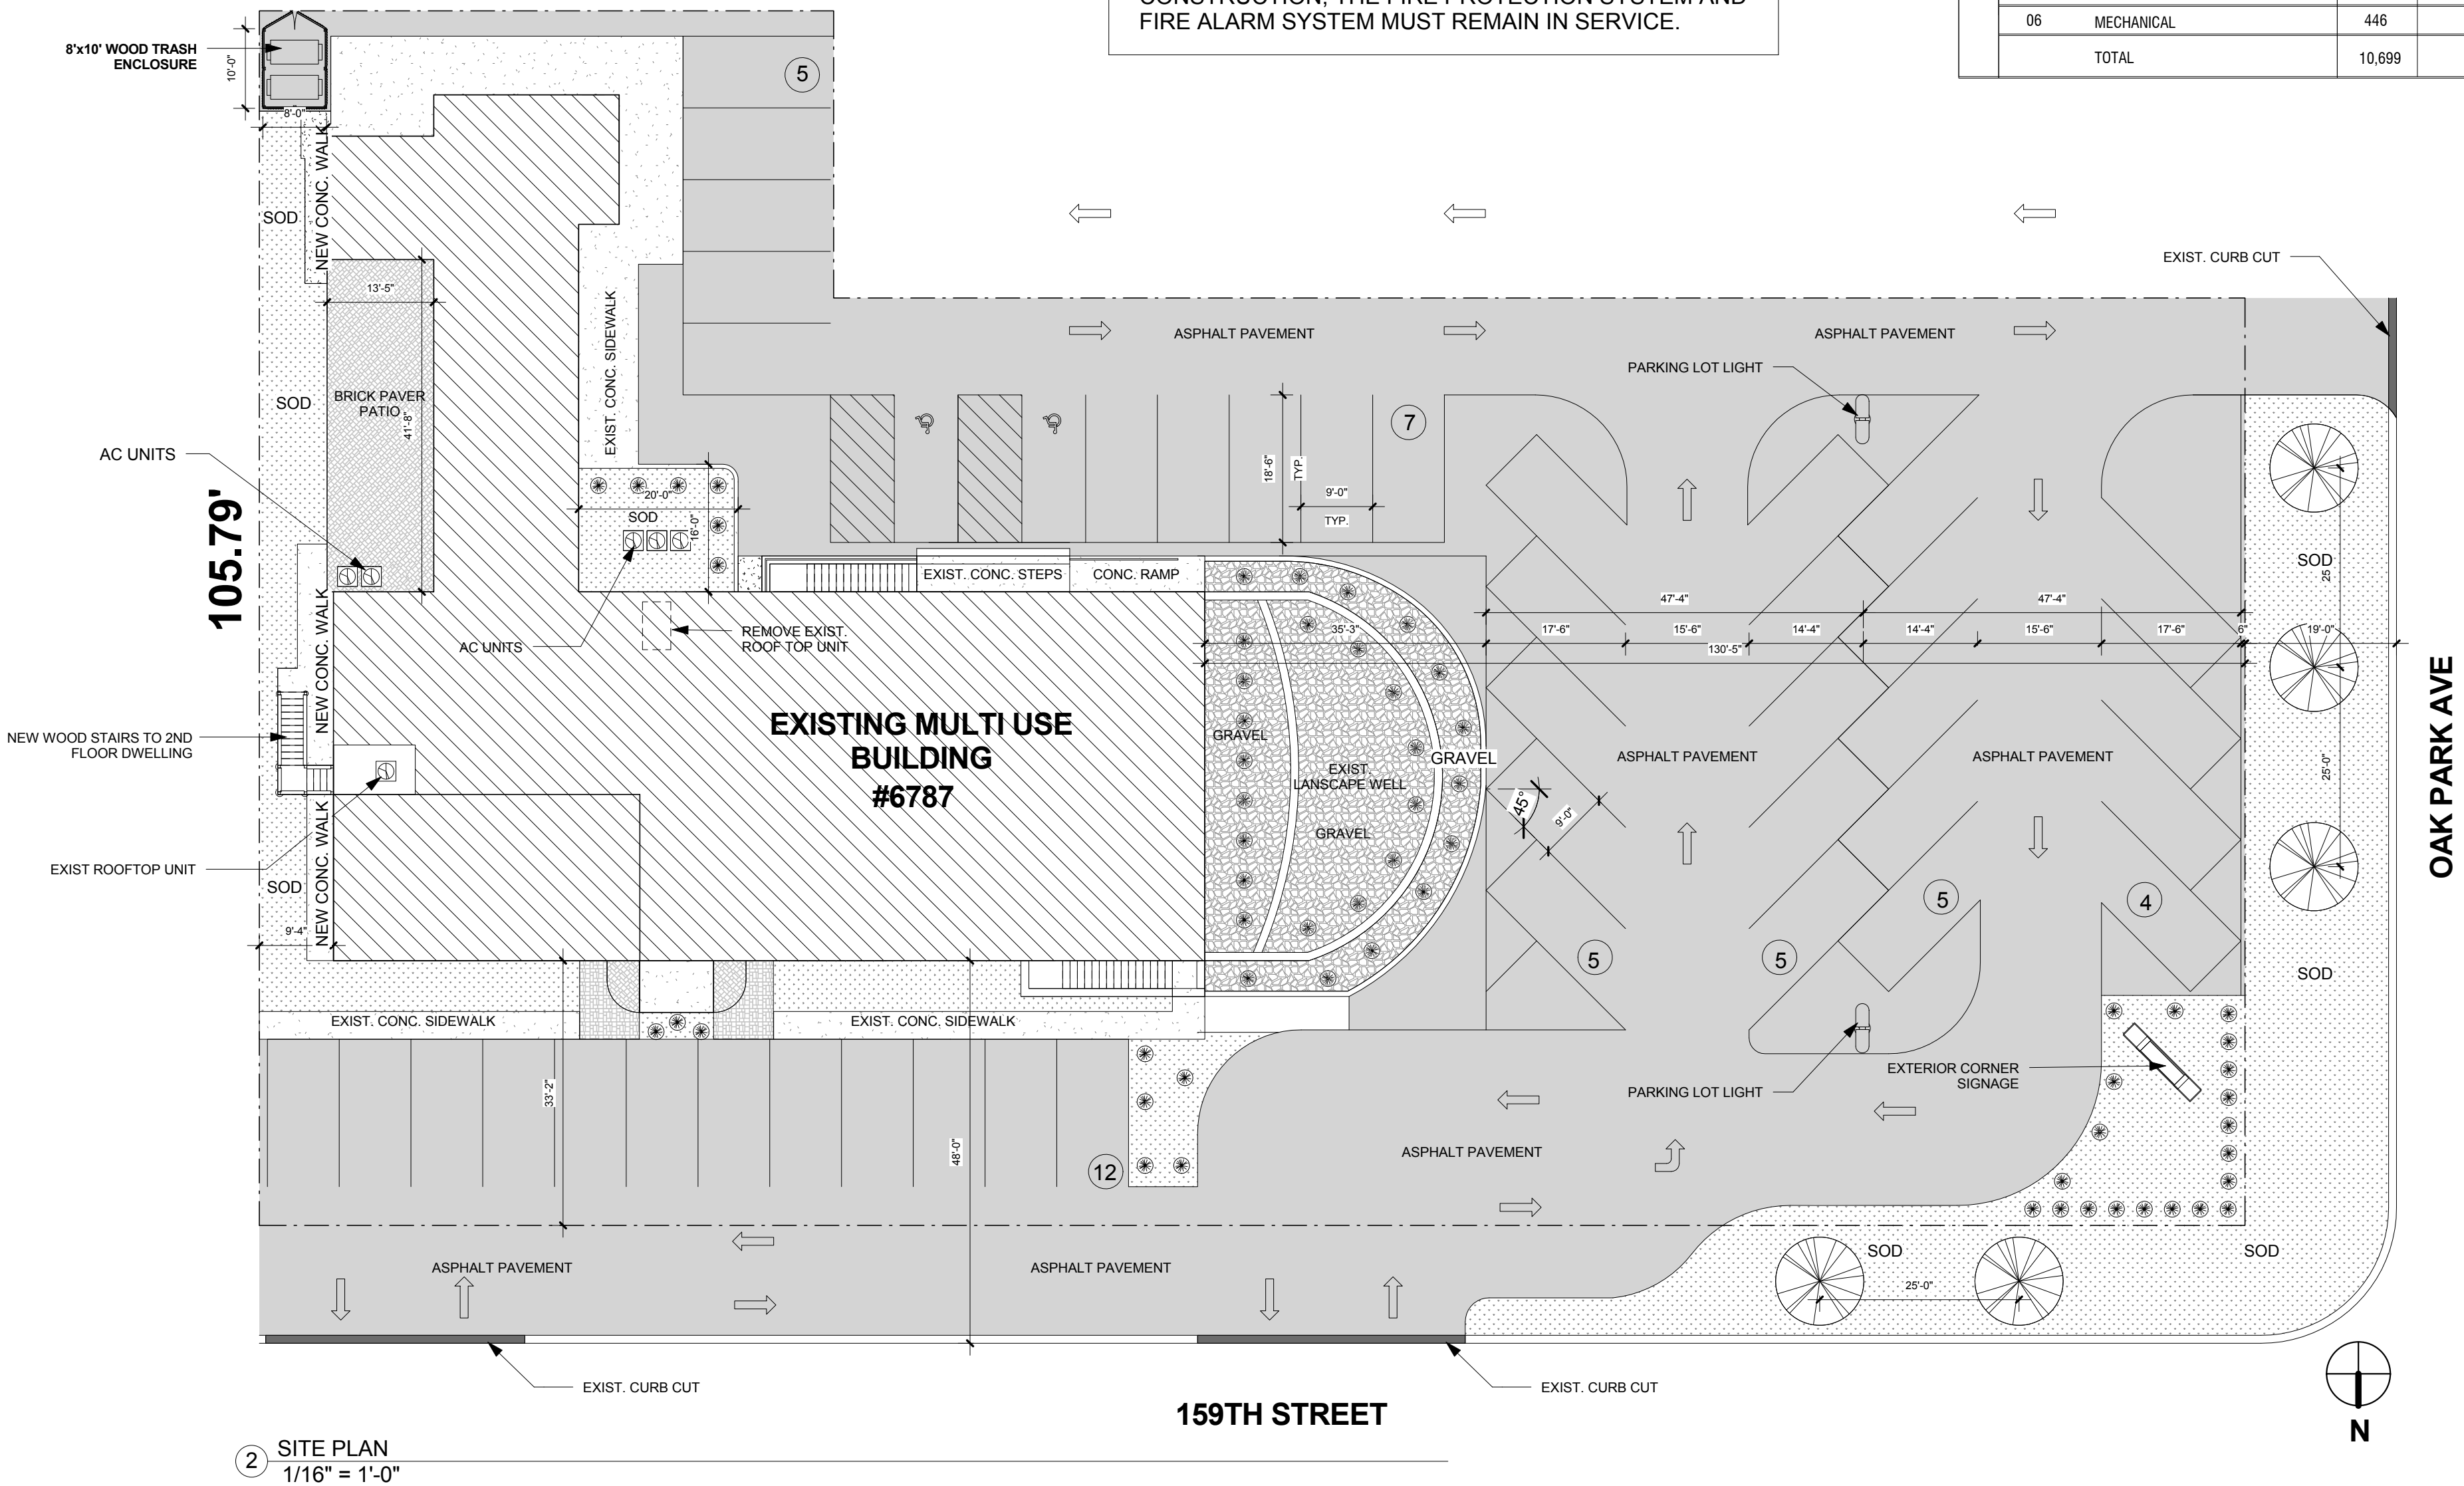 CONSTRUCTION, THE FIRE PROTECTION SYSTEM AND
FIRE ALARM SYSTEM MUST REMAIN IN SERVICE.
06 MECHANICAL 446
TOTAL 10,699
8'x10' WOOD TRASH
ENCLOSURE
10'-0"
8'-0"
5
NEW CONC. WALK
SOD
13'-5"
EXIST. CURB CUT
ASPHALT PAVEMENT
ASPHALT PAVEMENT
PARKING LOT LIGHT
EXIST. CONC. SIDEWALK
SOD
BRICK PAVER
PATIO
41'-8"
7
AC UNITS
18'-6"
TYP.
9'-0"
TYP.
20'-0"
SOD
16'-0"
105.79'
EXIST. CONC. STEPS
CONC. RAMP
SOD
25
47'-4"
47'-4"
NEW CONC. WALK
AC UNITS
REMOVE EXIST.
ROOF TOP UNIT
35'-3"
17'-6"
15'-6"
14'-4"
14'-4"
15'-6"
17'-6"
6"
19'-0"
130'-5"
NEW WOOD STAIRS TO 2ND
FLOOR DWELLING
EXISTING MULTI USE
BUILDING
#6787
GRAVEL
EXIST.
LANSCAPE WELL
GRAVEL
GRAVEL
ASPHALT PAVEMENT
ASPHALT PAVEMENT
25'-0"
OAK PARK AVE
45°
9'-0"
EXIST ROOFTOP UNIT
SOD
NEW CONC. WALK
9'-4"
5
5
5
4
SOD
EXIST. CONC. SIDEWALK
EXIST. CONC. SIDEWALK
33'-2"
48'-0"
12
PARKING LOT LIGHT
EXTERIOR CORNER
SIGNAGE
ASPHALT PAVEMENT
ASPHALT PAVEMENT
ASPHALT PAVEMENT
SOD
SOD
25'-0"
EXIST. CURB CUT
EXIST. CURB CUT
159TH STREET
N
2 SITE PLAN
1/16" = 1'-0"